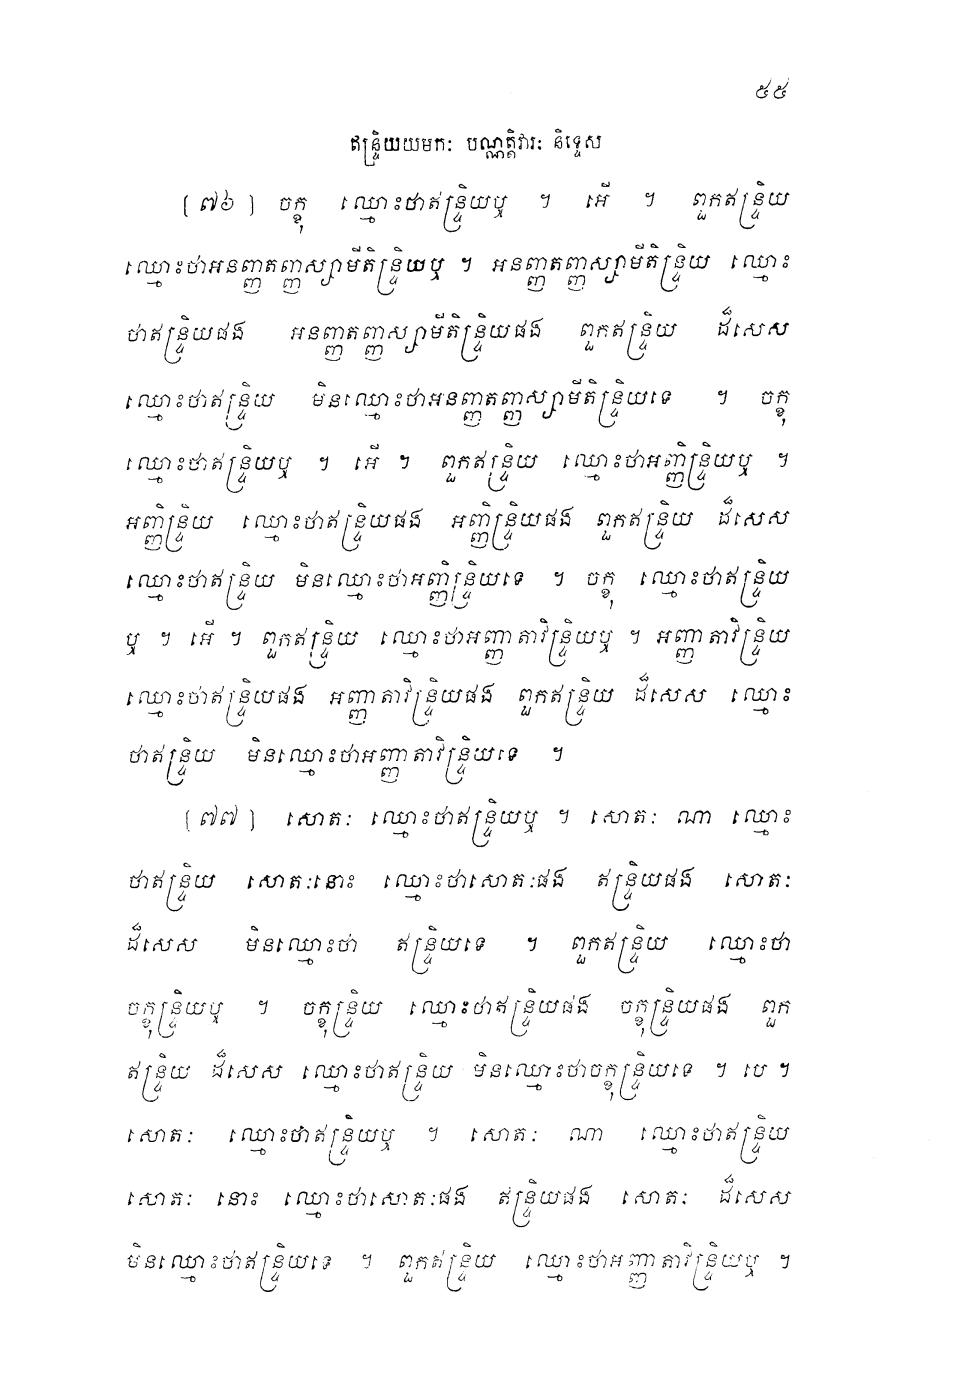 ៥៥
ឥន្ទ្រិយយមកៈ បណ្ណត្តិវារៈ និទ្ទេស
[៧៦] ចក្ខុ ឈ្មោះថាឥន្ទ្រិយឬ ។ អើ ។ ពួកឥន្ទ្រិយ
ឈ្មោះថាអនញ្ញាតញ្ញាស្សាមីតិន្ទ្រិយឬ ។ អនញ្ញាតញ្ញាស្សាមីតិន្ទ្រិយ ឈ្មោះ
ថាឥន្ទ្រិយផង អនញ្ញាតញ្ញាស្សាមីតិន្ទ្រិយផង ពួកឥន្ទ្រិយ ដ៏សេស
ឈ្មោះថាឥន្ទ្រិយ មិនឈ្មោះថាអនញ្ញាតញ្ញាស្សាមីតិន្ទ្រិយទេ ។ ចក្ខុ
ឈ្មោះថាឥន្ទ្រិយឬ ។ អើ ។ ពួកឥន្ទ្រិយ ឈ្មោះថាអញ្ញិន្ទ្រិយឬ ។
អញ្ញិន្ទ្រិយ ឈ្មោះថាឥន្ទ្រិយផង អញ្ញិន្ទ្រិយផង ពួកឥន្ទ្រិយ ដ៏សេស
ឈ្មោះថាឥន្ទ្រិយ មិនឈ្មោះថាអញ្ញិន្ទ្រិយទេ ។ ចក្ខុ ឈ្មោះថាឥន្ទ្រិយ
ឬ ។ អើ ។ ពួកឥន្ទ្រិយ ឈ្មោះថាអញ្ញាតាវិន្ទ្រិយឬ ។ អញ្ញាតាវិន្ទ្រិយ
ឈ្មោះថាឥន្ទ្រិយផង អញ្ញាតាវិន្ទ្រិយផង ពួកឥន្ទ្រិយ ដ៏សេស ឈ្មោះ
ថាឥន្ទ្រិយ មិនឈ្មោះថាអញ្ញាតាវិន្ទ្រិយទេ ។
[៧៧] សោតៈ ឈ្មោះថាឥន្ទ្រិយឬ ។ សោតៈ ណា ឈ្មោះ
ថាឥន្ទ្រិយ សោតៈនោះ ឈ្មោះថាសោតៈផង ឥន្ទ្រិយផង សោតៈ
ដ៏សេស មិនឈ្មោះថា ឥន្ទ្រិយទេ ។ ពួកឥន្ទ្រិយ ឈ្មោះថា
ចក្ខុន្ទ្រិយឬ ។ ចក្ខុន្ទ្រិយ ឈ្មោះថាឥន្ទ្រិយផង ចក្ខុន្ទ្រិយផង ពួក
ឥន្ទ្រិយ ដ៏សេស ឈ្មោះថាឥន្ទ្រិយ មិនឈ្មោះថាចក្ខុន្ទ្រិយទេ ។ បេ ។
សោតៈ ឈ្មោះថាឥន្ទ្រិយឬ ។ សោតៈ ណា ឈ្មោះថាឥន្ទ្រិយ
សោតៈ នោះ ឈ្មោះថាសោតៈផង ឥន្ទ្រិយផង សោតៈ ដ៏សេស
មិនឈ្មោះថាឥន្ទ្រិយទេ ។ ពួកឥន្ទ្រិយ ឈ្មោះថាអញ្ញាតាវិន្ទ្រិយឬ ។